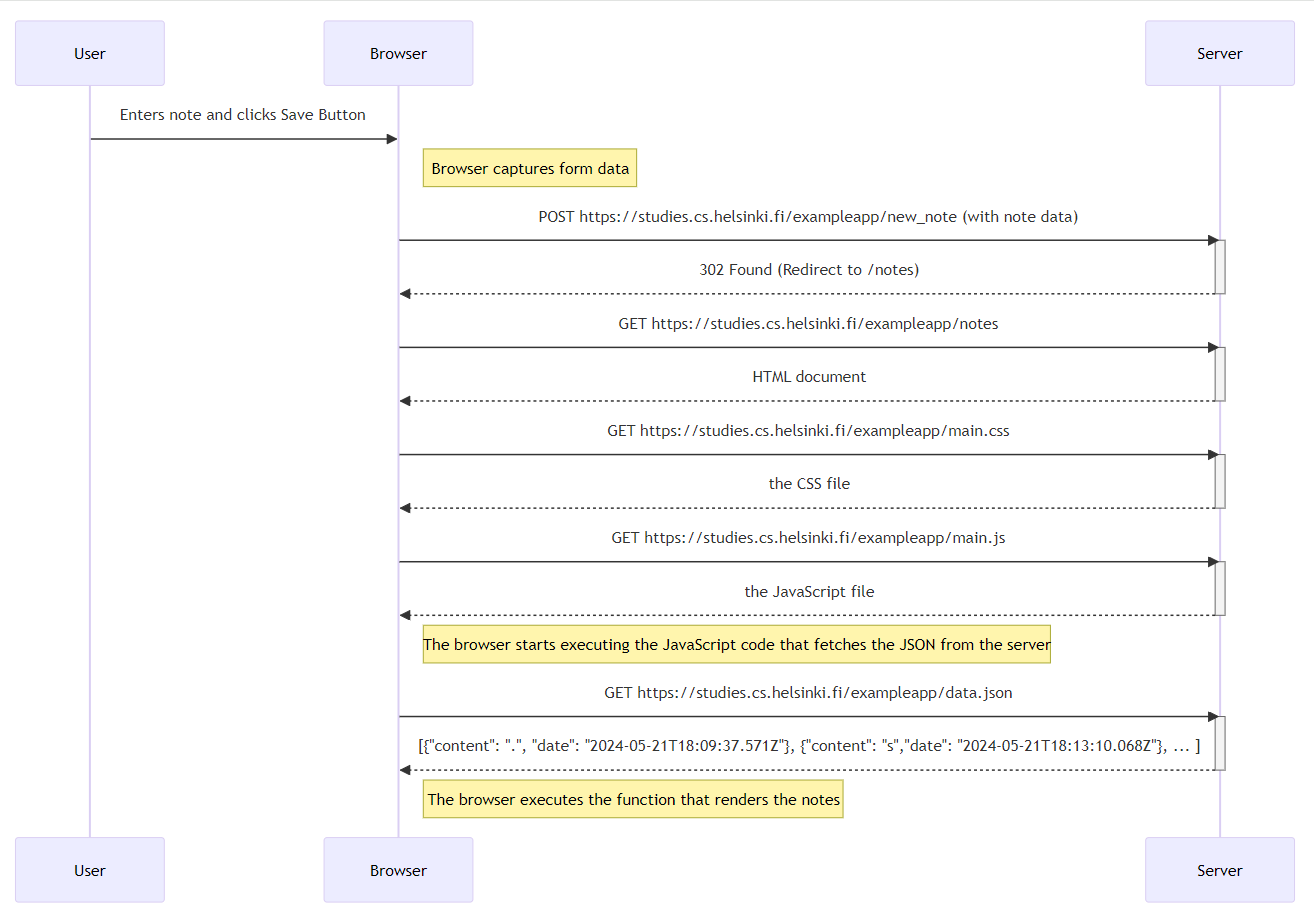 User
Browser
Server
Enters note and clicks Save Button
Browser captures form data
POST https://studies.cs.helsinki.fi/exampleapp/new_note (with note data)
302 Found (Redirect to /notes)
GET https://studies.cs.helsinki.fi/exampleapp/notes
HTML document
GET https://studies.cs.helsinki.fi/exampleapp/main.css
the CSS file
GET https://studies.cs.helsinki.fi/exampleapp/main.js
the JavaScript file
The browser starts executing the JavaScript code that fetches the JSON from the server
GET https://studies.cs.helsinki.fi/exampleapp/data.json
[{"content": ".", "date": "2024-05-21T18:09:37.571Z"}, {"content": "s","date": "2024-05-21T18:13:10.068Z"}, ... ]
The browser executes the function that renders the notes
User
Browser
Server